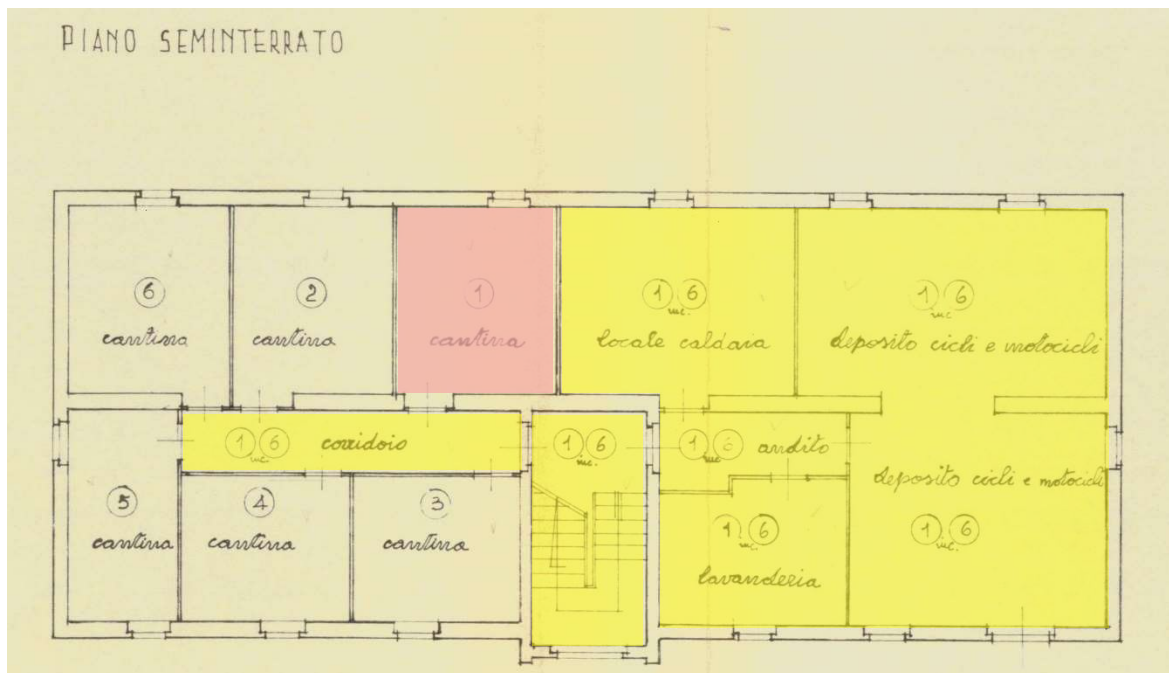 PIANO SEMINTERRATO
6
cantina
2
cantina
1
cantina
1 6
locale caldaia
1 6
deposito cicli e motocicli
1 6
corridoio
1 6
1 6
andito
deposito cicli e motocicli
5
cantina
4
cantina
3
cantina
1 6
lavanderia
1 6